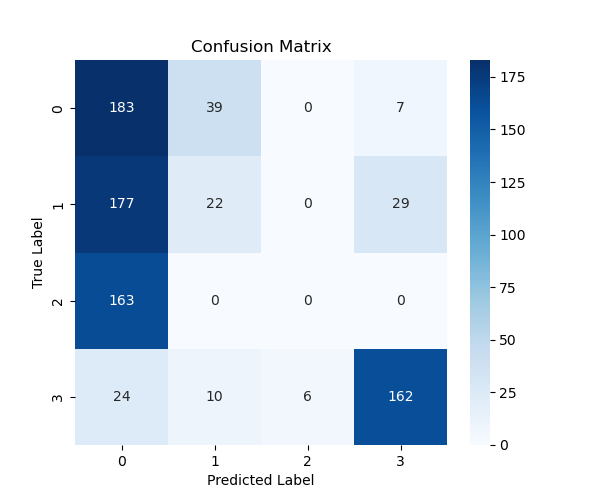 Confusion Matrix
0 183 39 0 7
1 177 22 0 29
2 163 0 0 0
3 24 10 6 162
0 1 2 3
Predicted Label
True Label
175
150
125
100
75
50
25
0